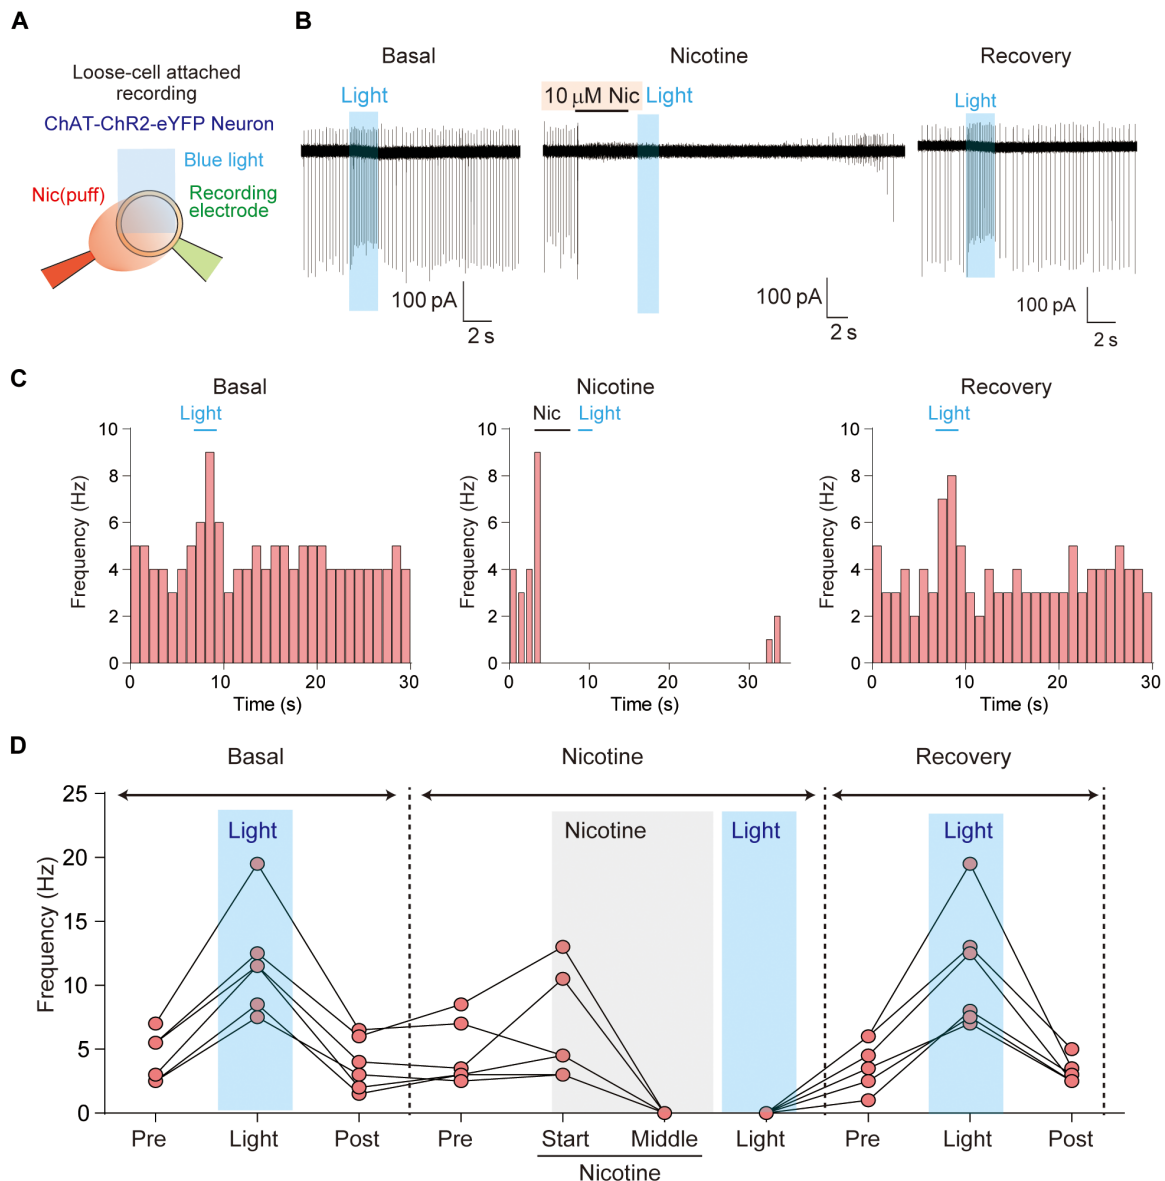 A
Loose-cell attached
recording
ChAT-ChR2-eYFP Neuron
Blue light
Nic(puff)
Recording
electrode
B
Basal
Nicotine
Recovery
Light
10 μM Nic
Light
Light
100 pA
2 s
100 pA
2 s
100 pA
2 s
C
Basal
Nicotine
Recovery
Light
Nic
Light
Light
Frequency (Hz)
10
8
6
4
2
0
0
10
20
30
Time (s)
Frequency (Hz)
10
8
6
4
2
0
0
10
20
30
Time (s)
Frequency (Hz)
10
8
6
4
2
0
0
10
20
30
Time (s)
D
Basal
Nicotine
Recovery
Frequency (Hz)
25
20
15
10
5
0
Light
Nicotine
Light
Light
Pre
Light
Post
Pre
Start
Middle
Light
Pre
Light
Post
Nicotine